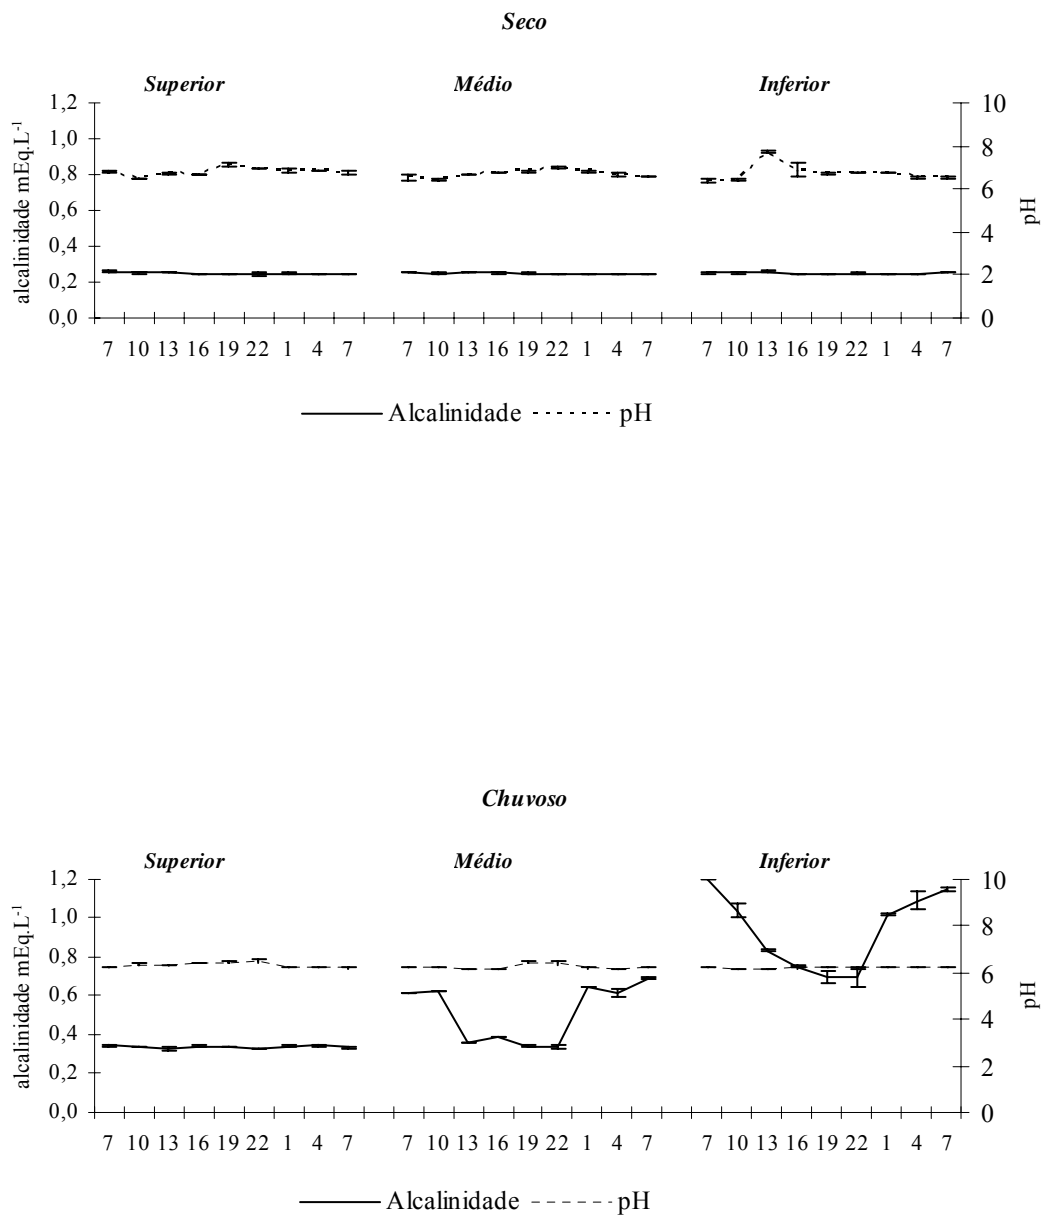 Seco
Superior Médio Inferior
alcalinidade mEq.L⁻¹
1,2
1,0
0,8
0,6
0,4
0,2
0,0
10
8
6
4
2
0
pH
7 10 13 16 19 22 1 4 7 7 10 13 16 19 22 1 4 7 7 10 13 16 19 22 1 4 7
Alcalinidade pH
Chuvoso
Superior Médio Inferior
alcalinidade mEq.L⁻¹
1,2
1,0
0,8
0,6
0,4
0,2
0,0
10
8
6
4
2
0
pH
7 10 13 16 19 22 1 4 7 7 10 13 16 19 22 1 4 7 7 10 13 16 19 22 1 4 7
Alcalinidade pH